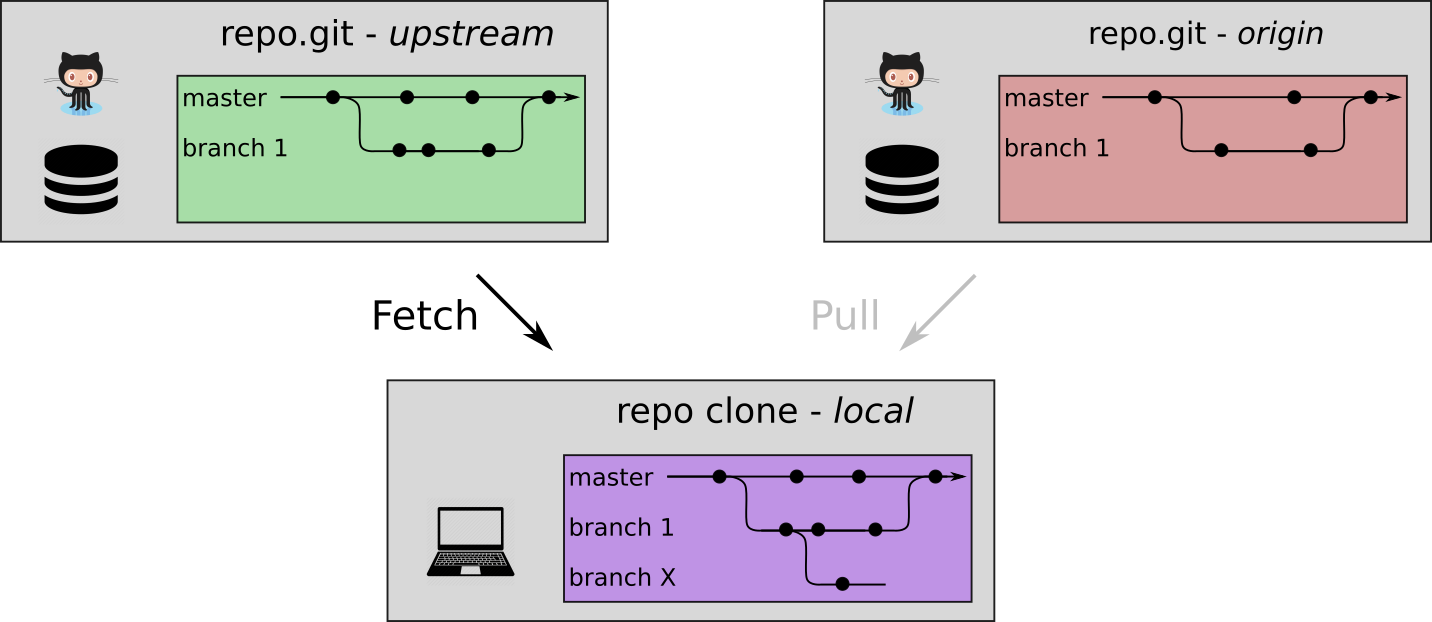 repo.git - upstream
master
branch 1
repo.git - origin
master
branch 1
Fetch
Pull
repo clone - local
master
branch 1
branch X